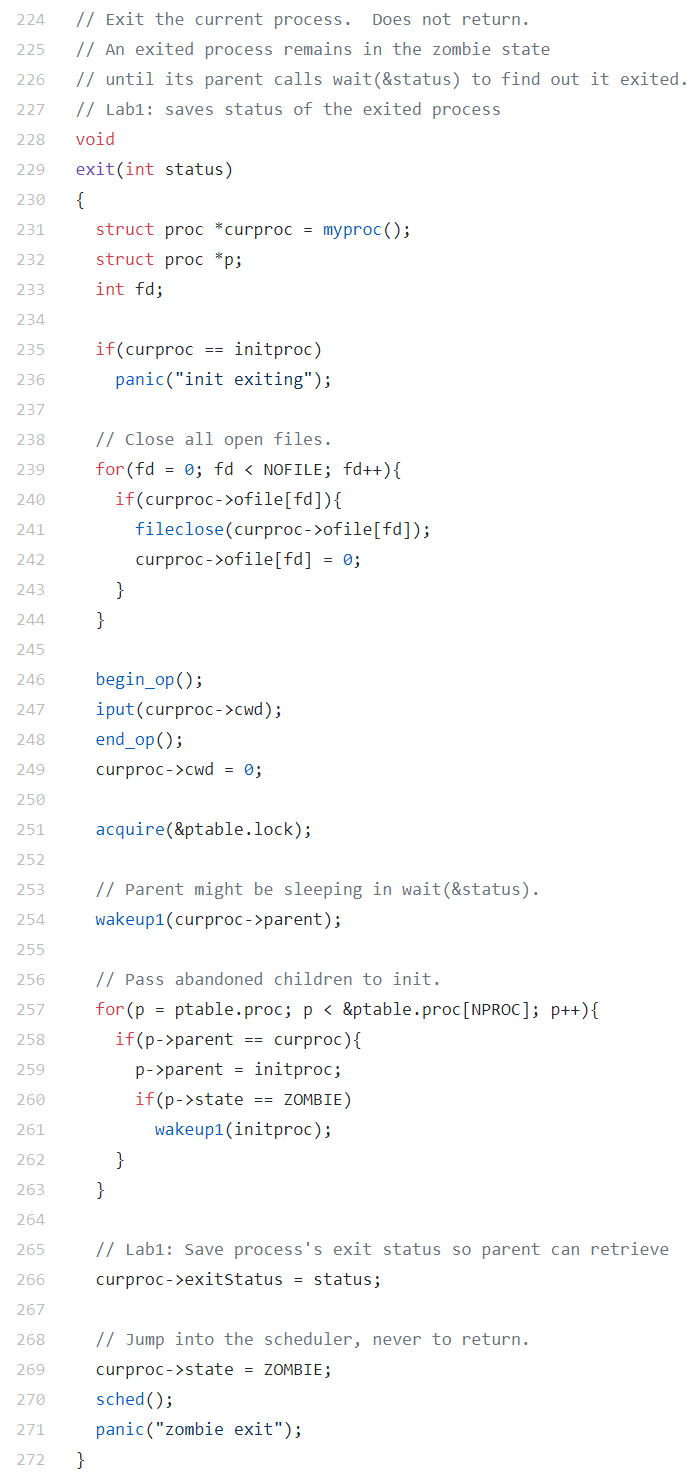 224 // Exit the current process.  Does not return.
225 // An exited process remains in the zombie state
226 // until its parent calls wait(&status) to find out it exited.
227 // Lab1: saves status of the exited process
228 void
229 exit(int status)
230 {
231   struct proc *curproc = myproc();
232   struct proc *p;
233   int fd;
234
235   if(curproc == initproc)
236     panic("init exiting");
237
238   // Close all open files.
239   for(fd = 0; fd < NOFILE; fd++){
240     if(curproc->ofile[fd]){
241       fileclose(curproc->ofile[fd]);
242       curproc->ofile[fd] = 0;
243     }
244   }
245
246   begin_op();
247   iput(curproc->cwd);
248   end_op();
249   curproc->cwd = 0;
250
251   acquire(&ptable.lock);
252
253   // Parent might be sleeping in wait(&status).
254   wakeup1(curproc->parent);
255
256   // Pass abandoned children to init.
257   for(p = ptable.proc; p < &ptable.proc[NPROC]; p++){
258     if(p->parent == curproc){
259       p->parent = initproc;
260       if(p->state == ZOMBIE)
261         wakeup1(initproc);
262     }
263   }
264
265   // Lab1: Save process's exit status so parent can retrieve
266   curproc->exitStatus = status;
267
268   // Jump into the scheduler, never to return.
269   curproc->state = ZOMBIE;
270   sched();
271   panic("zombie exit");
272 }